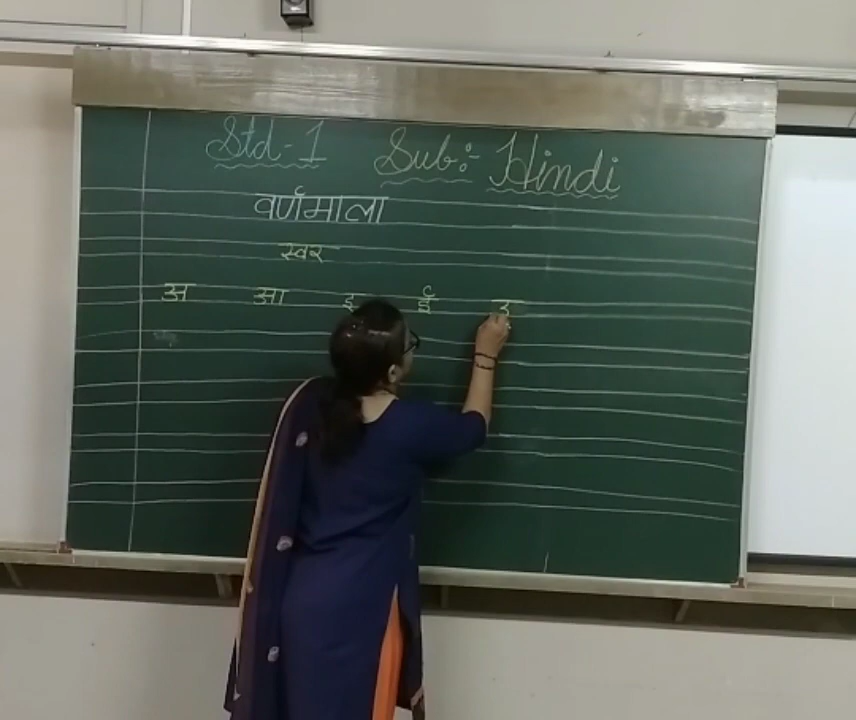 Std-1 Sub:- Hindi
वर्णमाला
स्वर
अ आ इ ई उ